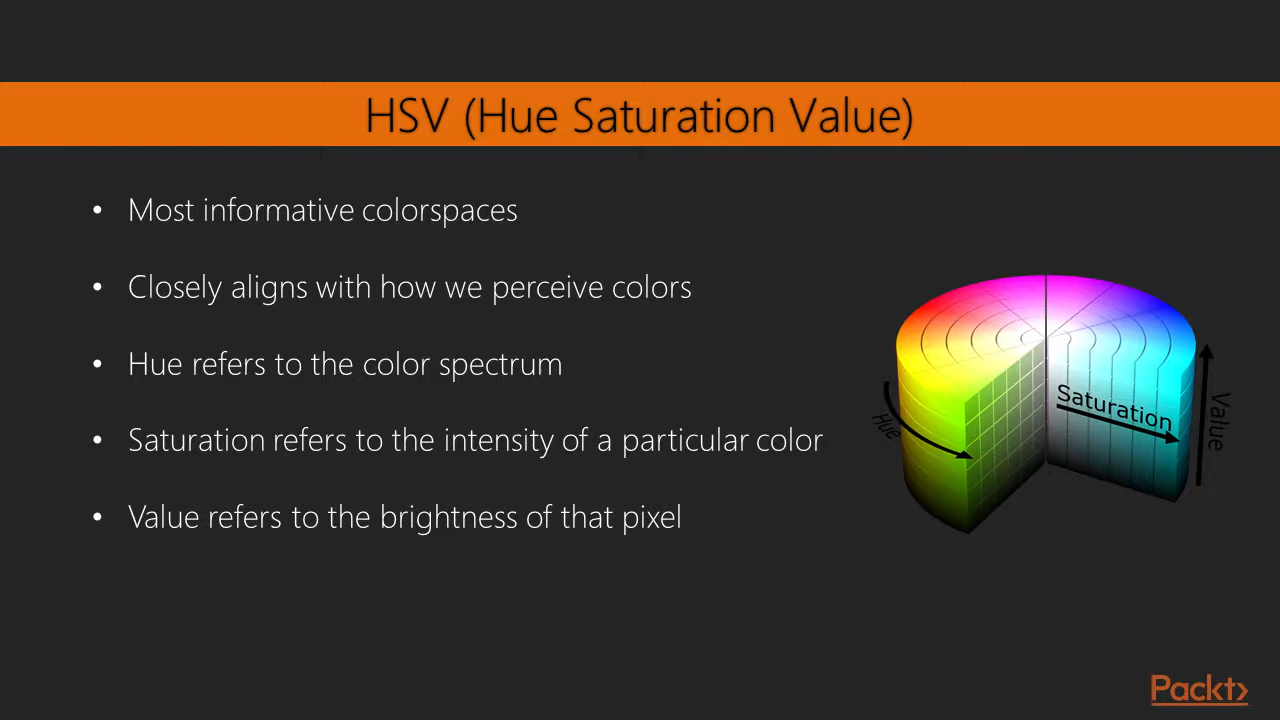 HSV (Hue Saturation Value)
• Most informative colorspaces
• Closely aligns with how we perceive colors
• Hue refers to the color spectrum
• Saturation refers to the intensity of a particular color
• Value refers to the brightness of that pixel
Hue
Saturation
Value
Packt>